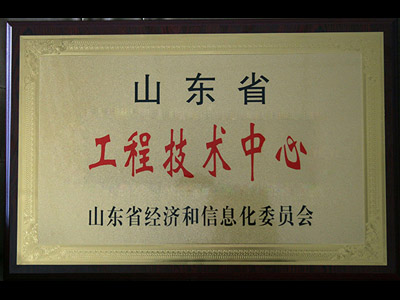 山东省
工程技术中心
山东省经济和信息化委员会